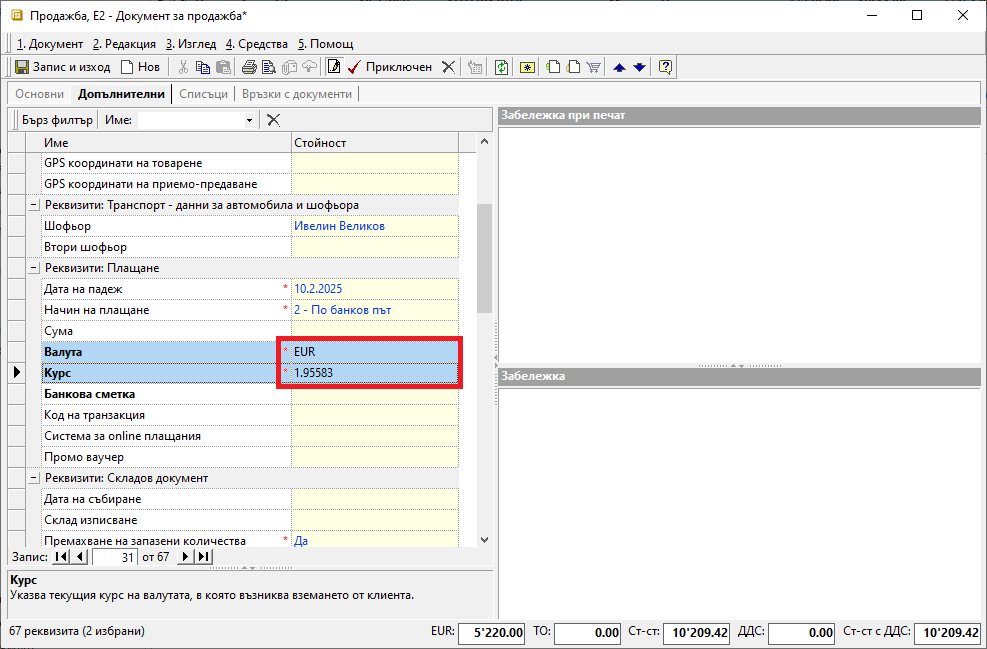 Продажба, E2 - Документ за продажба*
1. Документ 2. Редакция 3. Изглед 4. Средства 5. Помощ
Запис и изход Нов Приключен
Основни Допълнителни Списъци Връзки с документи
Бърз филтър Име:
Име Стойност
GPS координати на товарене
GPS координати на приемо-предаване
Реквизити: Транспорт - данни за автомобила и шофьора
Шофьор Ивелин Великов
Втори шофьор
Реквизити: Плащане
Дата на падеж * 10.2.2025
Начин на плащане * 2 - По банков път
Сума
Валута * EUR
Курс * 1.95583
Банкова сметка
Код на транзакция
Система за online плащания
Промо ваучер
Реквизити: Складов документ
Дата на събиране
Склад изписване
Премахване на запазени количества * Да
Запис: 31 от 67
Курс
Указва текущия курс на валутата, в която възниква вземането от клиента.
Забележка при печат
Забележка
67 реквизита (2 избрани) EUR: 5'220.00 ТО: 0.00 Ст-ст: 10'209.42 ДДС: 0.00 Ст-ст с ДДС: 10'209.42